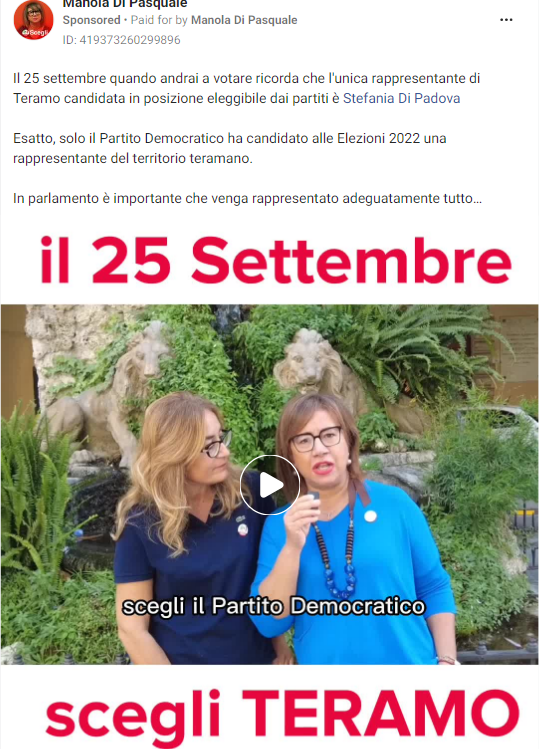 Manola Di Pasquale
Sponsored • Paid for by Manola Di Pasquale
ID: 419373260299896
@Scegli
Il 25 settembre quando andrai a votare ricorda che l'unica rappresentante di
Teramo candidata in posizione eleggibile dai partiti è Stefania Di Padova
Esatto, solo il Partito Democratico ha candidato alle Elezioni 2022 una
rappresentante del territorio teramano.
In parlamento è importante che venga rappresentato adeguatamente tutto...
il 25 Settembre
scegli il Partito Democratico
scegli TERAMO